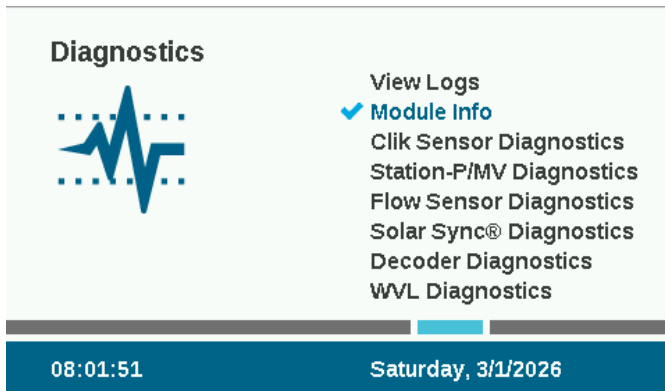 Diagnostics
View Logs
Module Info
Clik Sensor Diagnostics
Station-P/MV Diagnostics
Flow Sensor Diagnostics
Solar Sync® Diagnostics
Decoder Diagnostics
WVL Diagnostics
08:01:51
Saturday, 3/1/2026